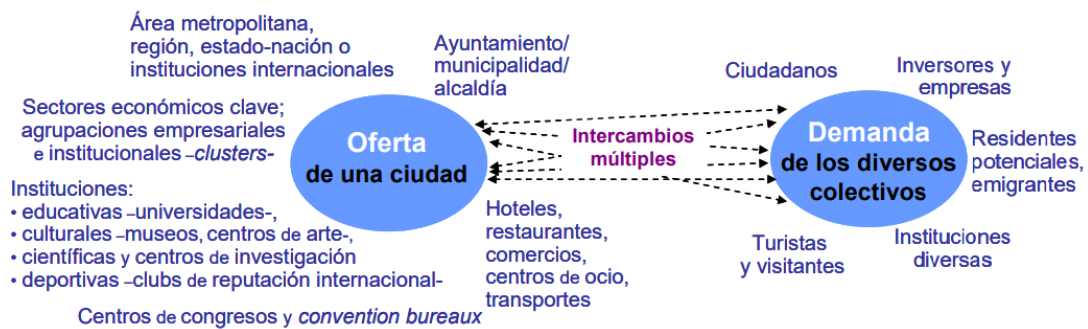 Área metropolitana,
región, estado-nación o
instituciones internacionales
Ayuntamiento/
municipalidad/
alcaldía
Sectores económicos clave;
agrupaciones empresariales
e institucionales –clusters-
Oferta
de una ciudad
Instituciones:
• educativas –universidades-,
• culturales –museos, centros de arte-,
• científicas y centros de investigación
• deportivas –clubs de reputación internacional-
Centros de congresos y convention bureaux
Hoteles,
restaurantes,
comercios,
centros de ocio,
transportes
Intercambios
múltiples
Ciudadanos
Inversores y
empresas
Demanda
de los diversos
colectivos
Residentes
potenciales,
emigrantes
Turistas
y visitantes
Instituciones
diversas